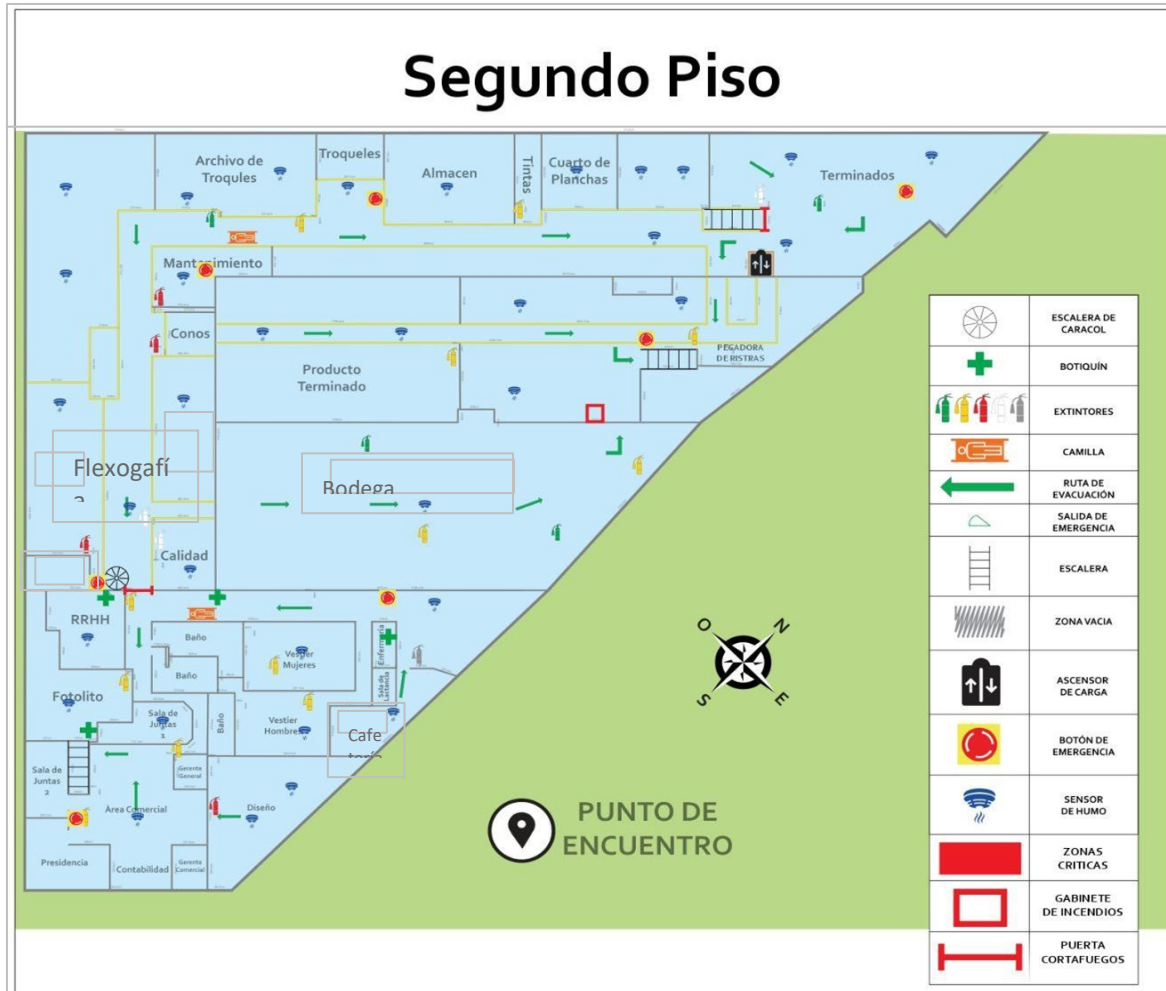 Segundo Piso
Archivo de
Troqules
Troqueles
Almacen
Tintas
Cuarto de
Planchas
Terminados
Mantenimiento
Conos
Producto
Terminado
PEGADORA
DE RISTRAS
Flexogafí
Bodega
Calidad
RRHH
Baño
Baño
Vestier
Mujeres
Enfermería
Sala de
Lactancia
Fotolito
Sala de
Juntas
1
Baño
Vestier
Hombres
Cafe
Sala de
Juntas
2
Gerente
General
Área Comercial
Diseño
Presidencia
Contabilidad
Gerente
Comercial
O
N
S
E
PUNTO DE
ENCUENTRO
ESCALERA DE
CARACOL
BOTIQUÍN
EXTINTORES
CAMILLA
RUTA DE
EVACUACIÓN
SALIDA DE
EMERGENCIA
ESCALERA
ZONA VACIA
ASCENSOR
DE CARGA
BOTÓN DE
EMERGENCIA
SENSOR
DE HUMO
ZONAS
CRITICAS
GABINETE
DE INCENDIOS
PUERTA
CORTAFUEGOS